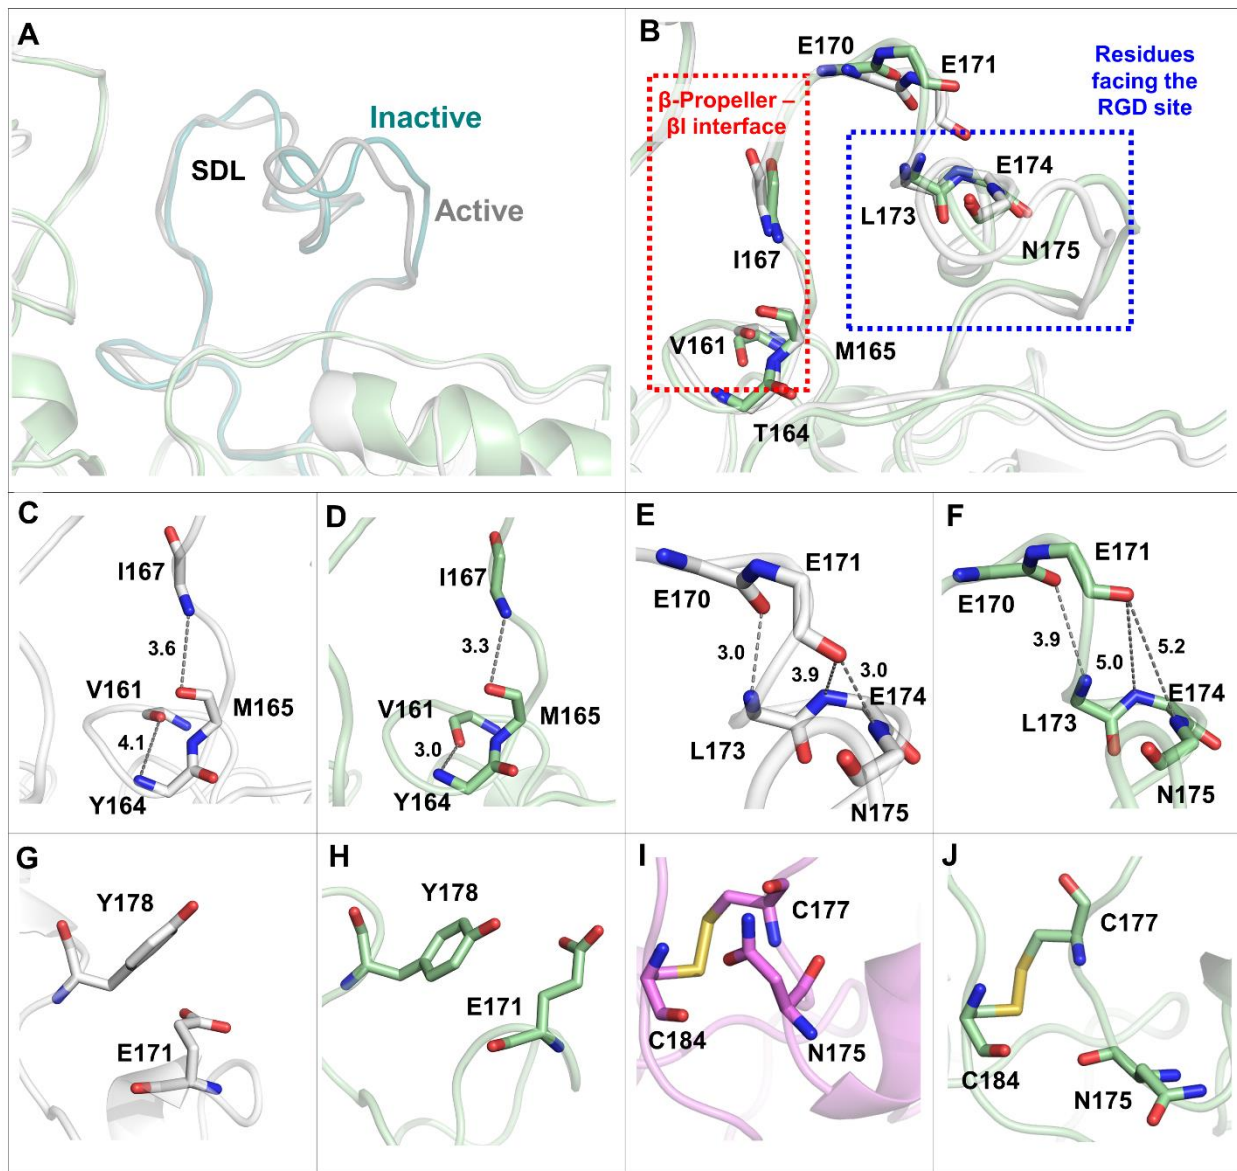 A
Inactive
SDL
Active
B
E170
E171
Residues
facing the
RGD site
β-Propeller –
βI interface
E174
L173
I167
N175
V161
M165
T164
C
I167
3.6
V161
M165
4.1
Y164
D
I167
3.3
V161
M165
3.0
Y164
E
E171
E170
3.0
3.9
3.0
E174
L173
N175
F
E171
E170
3.9
5.0
5.2
E174
L173
N175
G
Y178
E171
H
Y178
E171
I
C177
C184
N175
J
C177
C184
N175